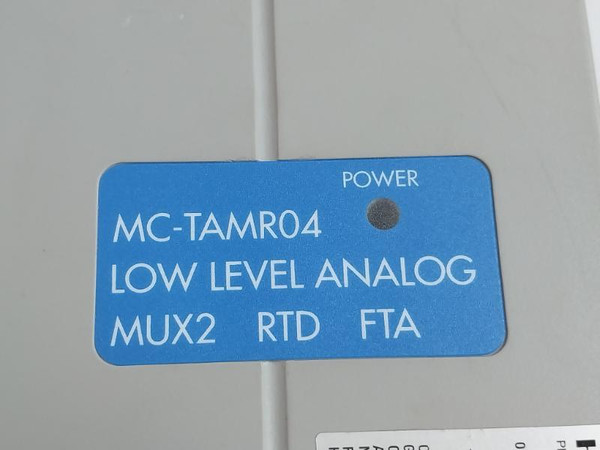 POWER
MC-TAMR04
LOW LEVEL ANALOG
MUX2 RTD FTA